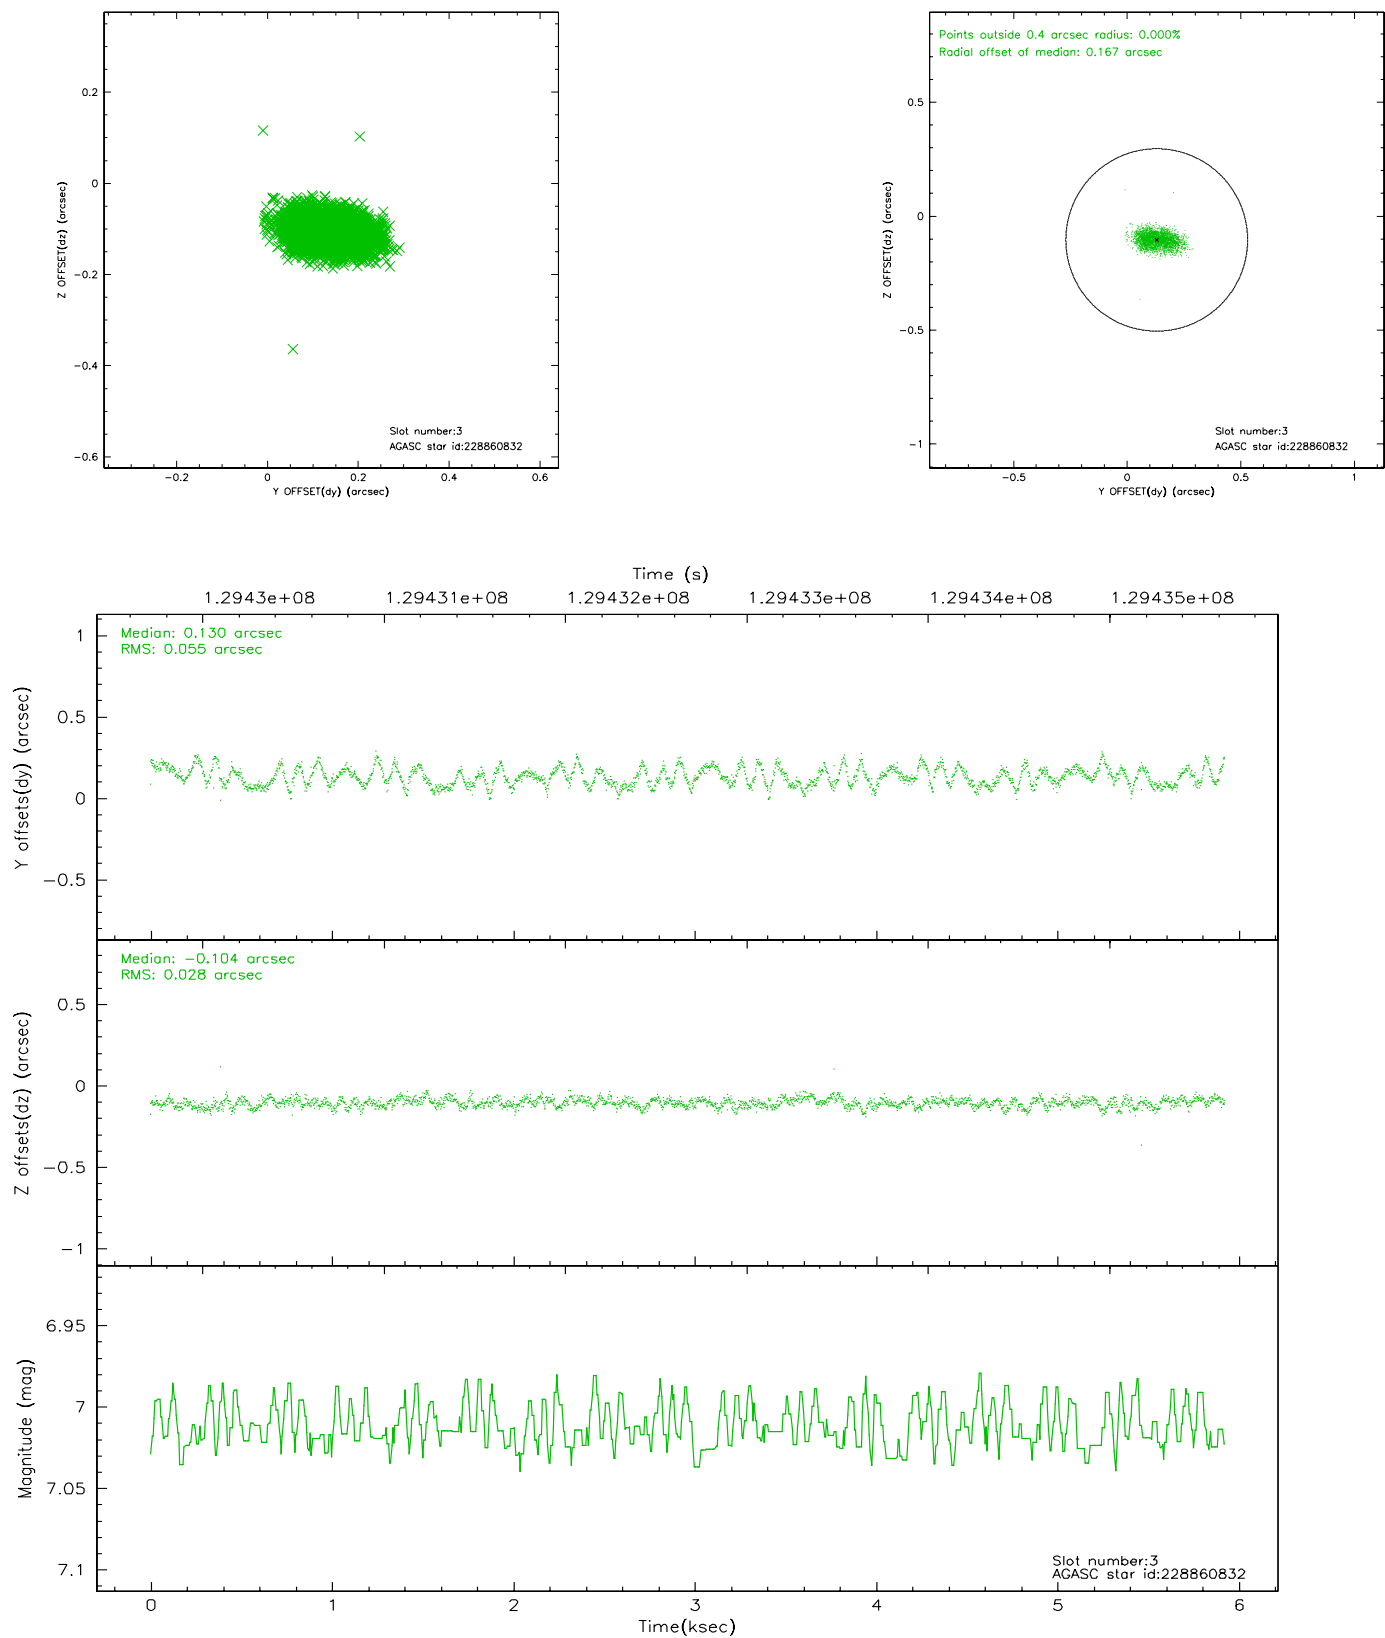 0.2
0
−0.2
−0.4
−0.6
Z OFFSET(dz) (arcsec)
Slot number:3
AGASC star id:228860832
−0.2
0
0.2
0.4
0.6
Y OFFSET(dy) (arcsec)
Points outside 0.4 arcsec radius: 0.000%
Radial offset of median: 0.167 arcsec
0.5
0
−0.5
−1
Z OFFSET(dz) (arcsec)
Slot number:3
AGASC star id:228860832
−0.5
0
0.5
1
Y OFFSET(dy) (arcsec)
Time (s)
1.2943e+08
1.29431e+08
1.29432e+08
1.29433e+08
1.29434e+08
1.29435e+08
Median: 0.130 arcsec
RMS: 0.055 arcsec
1
0.5
0
−0.5
Y offsets(dy) (arcsec)
Median: −0.104 arcsec
RMS: 0.028 arcsec
0.5
0
−0.5
−1
Z offsets(dz) (arcsec)
6.95
7
7.05
7.1
Magnitude (mag)
Slot number:3
AGASC star id:228860832
0
1
2
3
4
5
6
Time(ksec)